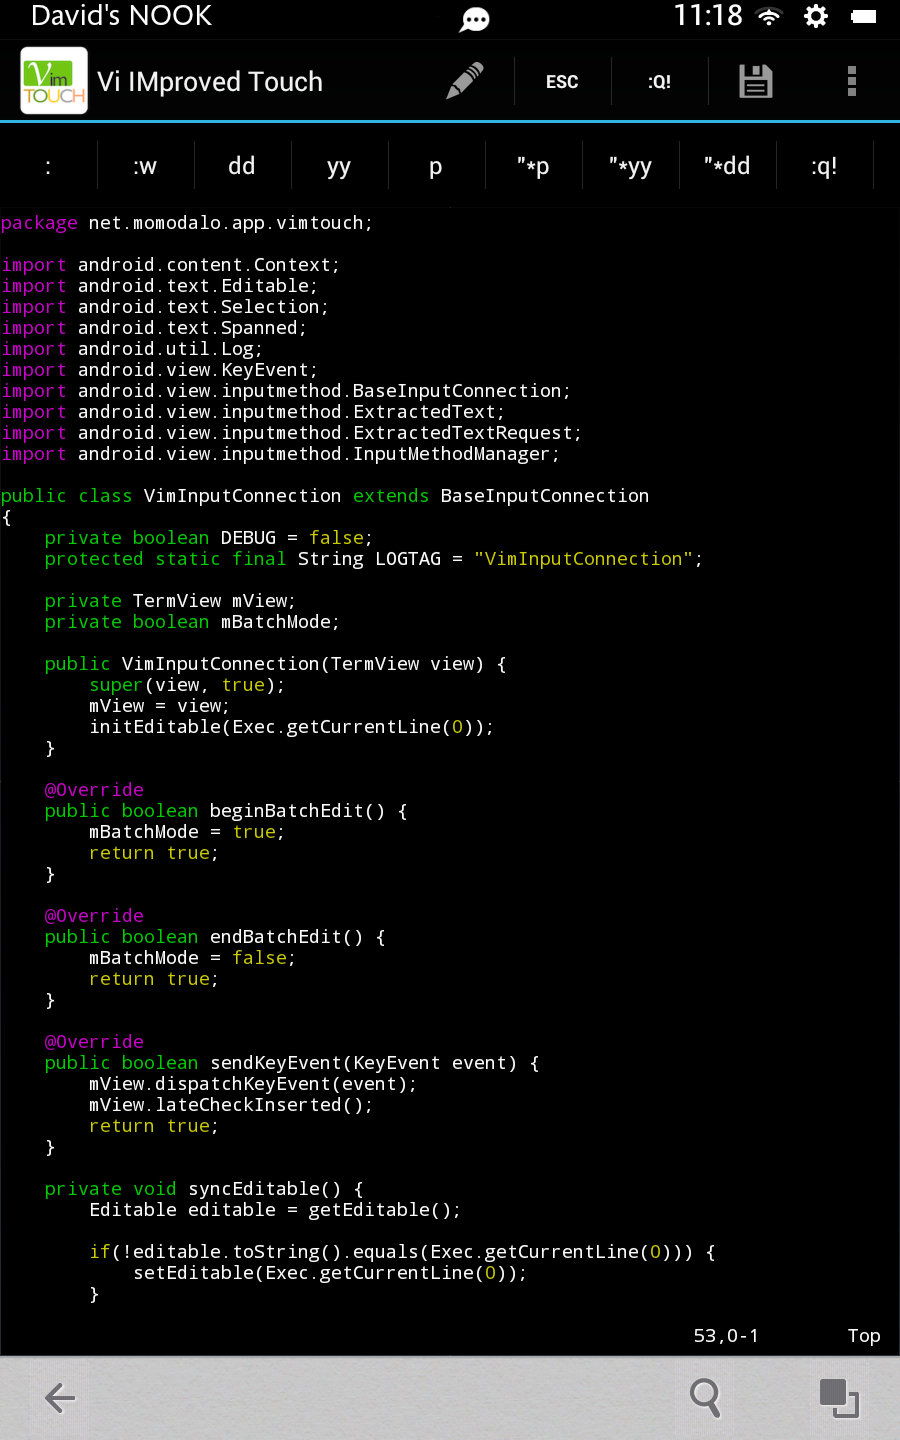 David's NOOK 11:18
Vim TOUCH Vi IMproved Touch ESC :Q!
: :w dd yy p "*p "*yy "*dd :q!
package net.momodalo.app.vimtouch;
import android.content.Context;
import android.text.Editable;
import android.text.Selection;
import android.text.Spanned;
import android.util.Log;
import android.view.KeyEvent;
import android.view.inputmethod.BaseInputConnection;
import android.view.inputmethod.ExtractedText;
import android.view.inputmethod.ExtractedTextRequest;
import android.view.inputmethod.InputMethodManager;
public class VimInputConnection extends BaseInputConnection
{
    private boolean DEBUG = false;
    protected static final String LOGTAG = "VimInputConnection";
    private TermView mView;
    private boolean mBatchMode;
    public VimInputConnection(TermView view) {
        super(view, true);
        mView = view;
        initEditable(Exec.getCurrentLine(0));
    }
    @Override
    public boolean beginBatchEdit() {
        mBatchMode = true;
        return true;
    }
    @Override
    public boolean endBatchEdit() {
        mBatchMode = false;
        return true;
    }
    @Override
    public boolean sendKeyEvent(KeyEvent event) {
        mView.dispatchKeyEvent(event);
        mView.lateCheckInserted();
        return true;
    }
    private void syncEditable() {
        Editable editable = getEditable();
        if(!editable.toString().equals(Exec.getCurrentLine(0))) {
            setEditable(Exec.getCurrentLine(0));
        }
53,0-1 Top